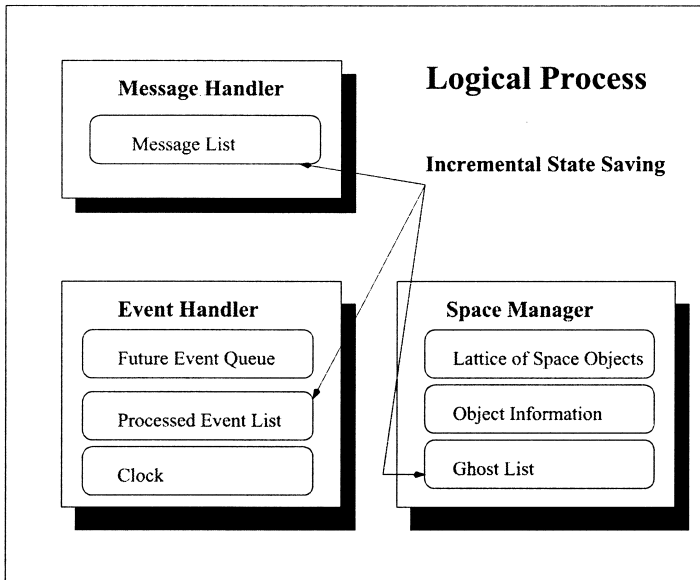 Logical Process
Message Handler
Message List
Incremental State Saving
Event Handler
Future Event Queue
Processed Event List
Clock
Space Manager
Lattice of Space Objects
Object Information
Ghost List